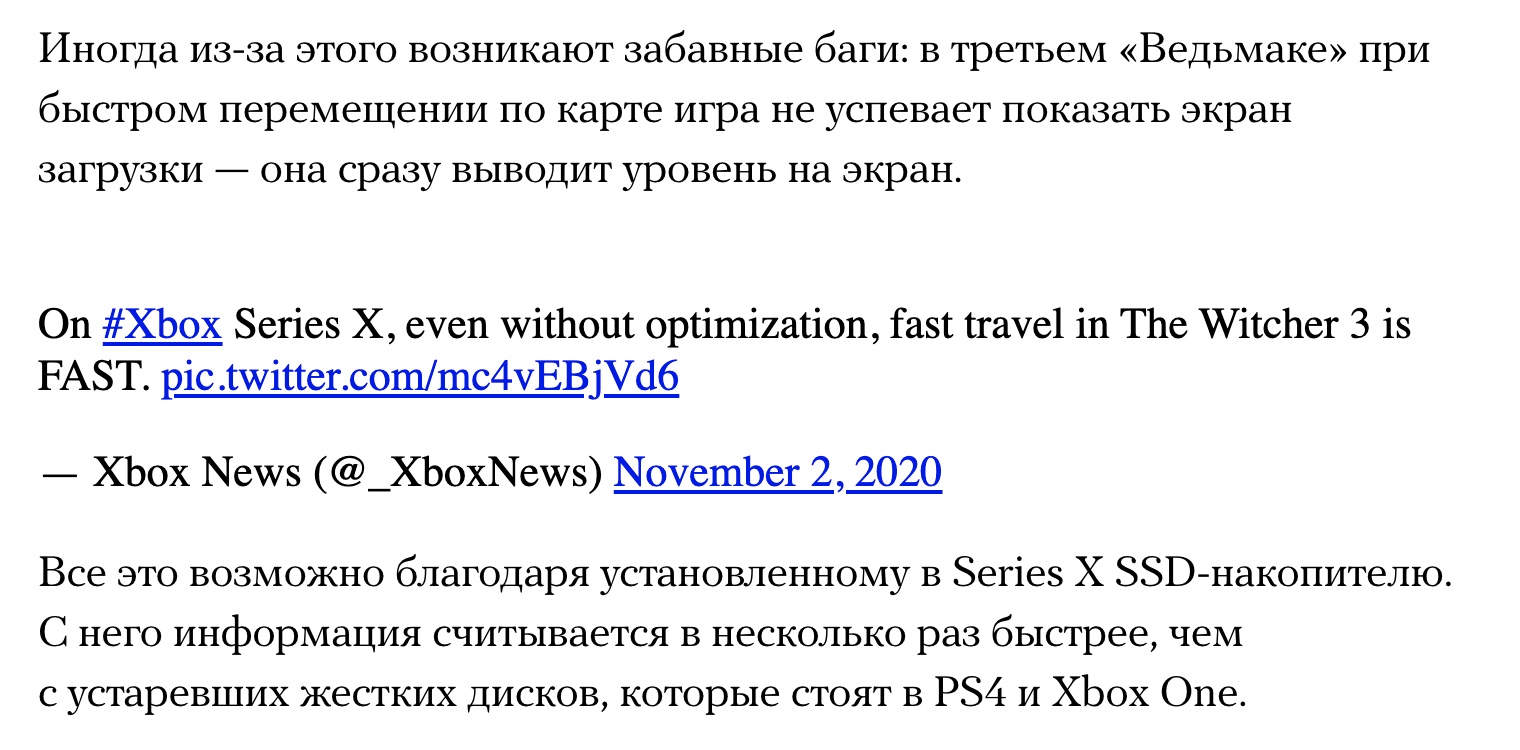 Иногда из-за этого возникают забавные баги: в третьем «Ведьмаке» при
быстром перемещении по карте игра не успевает показать экран
загрузки — она сразу выводит уровень на экран.
On #Xbox Series X, even without optimization, fast travel in The Witcher 3 is
FAST. pic.twitter.com/mc4vEBjVd6
— Xbox News (@_XboxNews) November 2, 2020
Все это возможно благодаря установленному в Series X SSD-накопителю.
С него информация считывается в несколько раз быстрее, чем
с устаревших жестких дисков, которые стоят в PS4 и Xbox One.